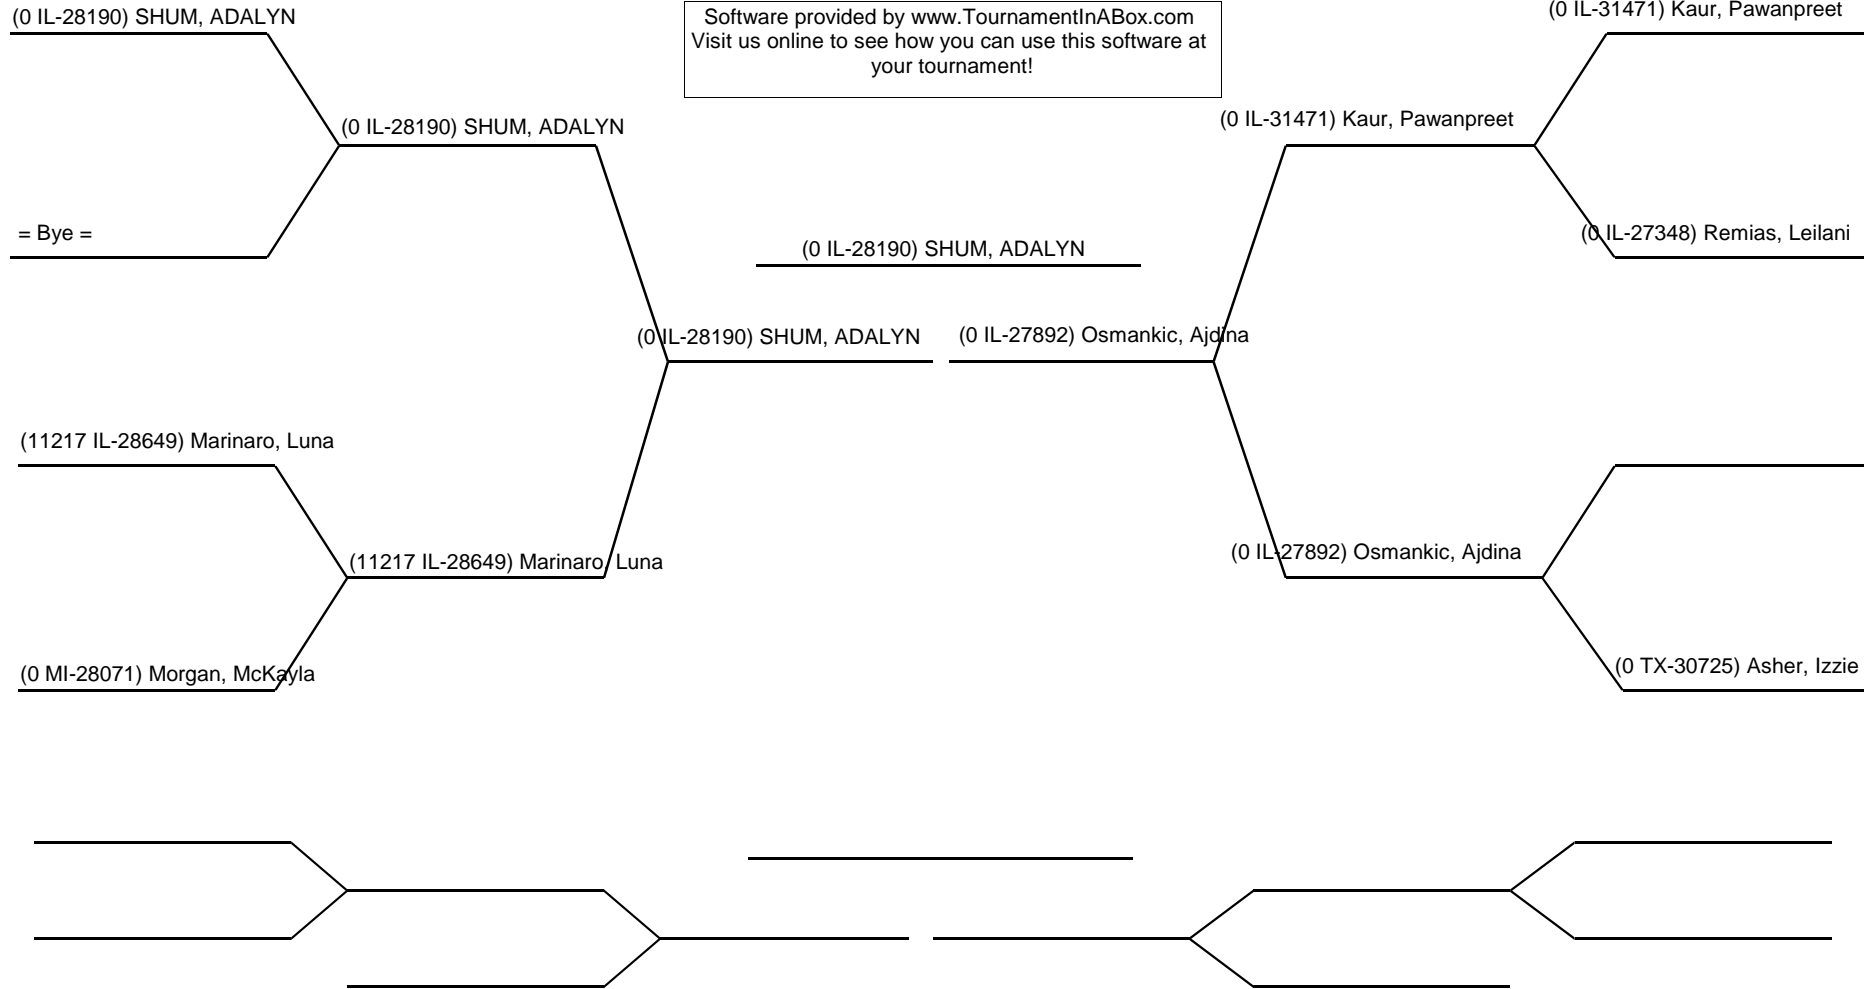 (0 IL-28190) SHUM, ADALYN
Software provided by www.TournamentInABox.com
Visit us online to see how you can use this software at
your tournament!
(0 IL-31471) Kaur, Pawanpreet
(0 IL-28190) SHUM, ADALYN
(0 IL-31471) Kaur, Pawanpreet
= Bye =
(0 IL-28190) SHUM, ADALYN
(0 IL-27348) Remias, Leilani
(0 IL-28190) SHUM, ADALYN
(0 IL-27892) Osmankic, Ajdina
(11217 IL-28649) Marinaro, Luna
(11217 IL-28649) Marinaro, Luna
(0 IL-27892) Osmankic, Ajdina
(0 MI-28071) Morgan, McKayla
(0 TX-30725) Asher, Izzie